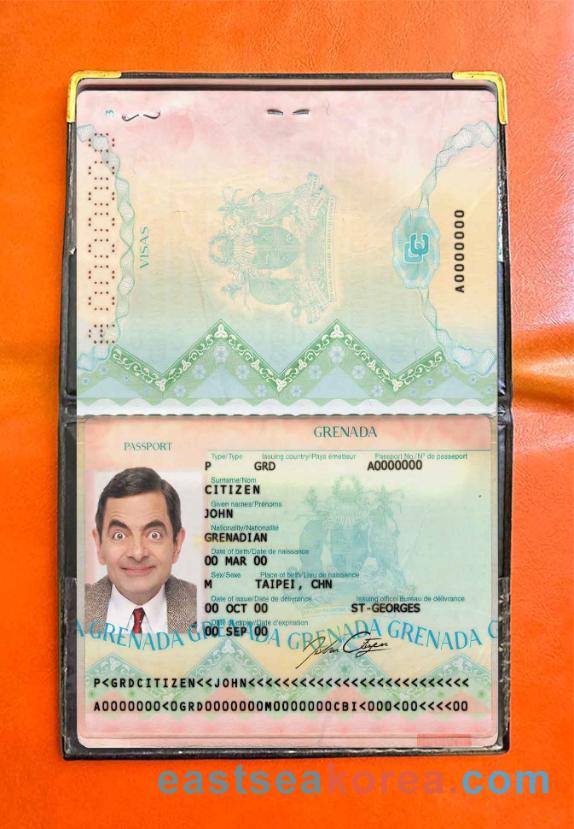 3
VISAS
A0000000
GRENADA
PASSPORT
Type/Type Issuing country/Pays émetteur Passport No./N° de passeport
P GRD A0000000
Surname/Nom
CITIZEN
Given names/Prénoms
JOHN
Nationality/Nationalité
GRENADIAN
Date of birth/Date de naissance
00 MAR 00
Sex/Sexe Place of birth/Lieu de naissance
M TAIPEI, CHN
Date of issue/Date de délivrance Issuing office/Bureau de délivrance
00 OCT 00 ST-GEORGES
Date of expiry/Date d'expiration
00 SEP 00
GRENADA GRENADA GRENADA GRENADA
John Citizen
P<GRDCITIZEN<<JOHN<<<<<<<<<<<<<<<<<<<<<<<<<<
A0000000<0GRD0000000M0000000CBI<000<00<<<<00
eastseakorea.com